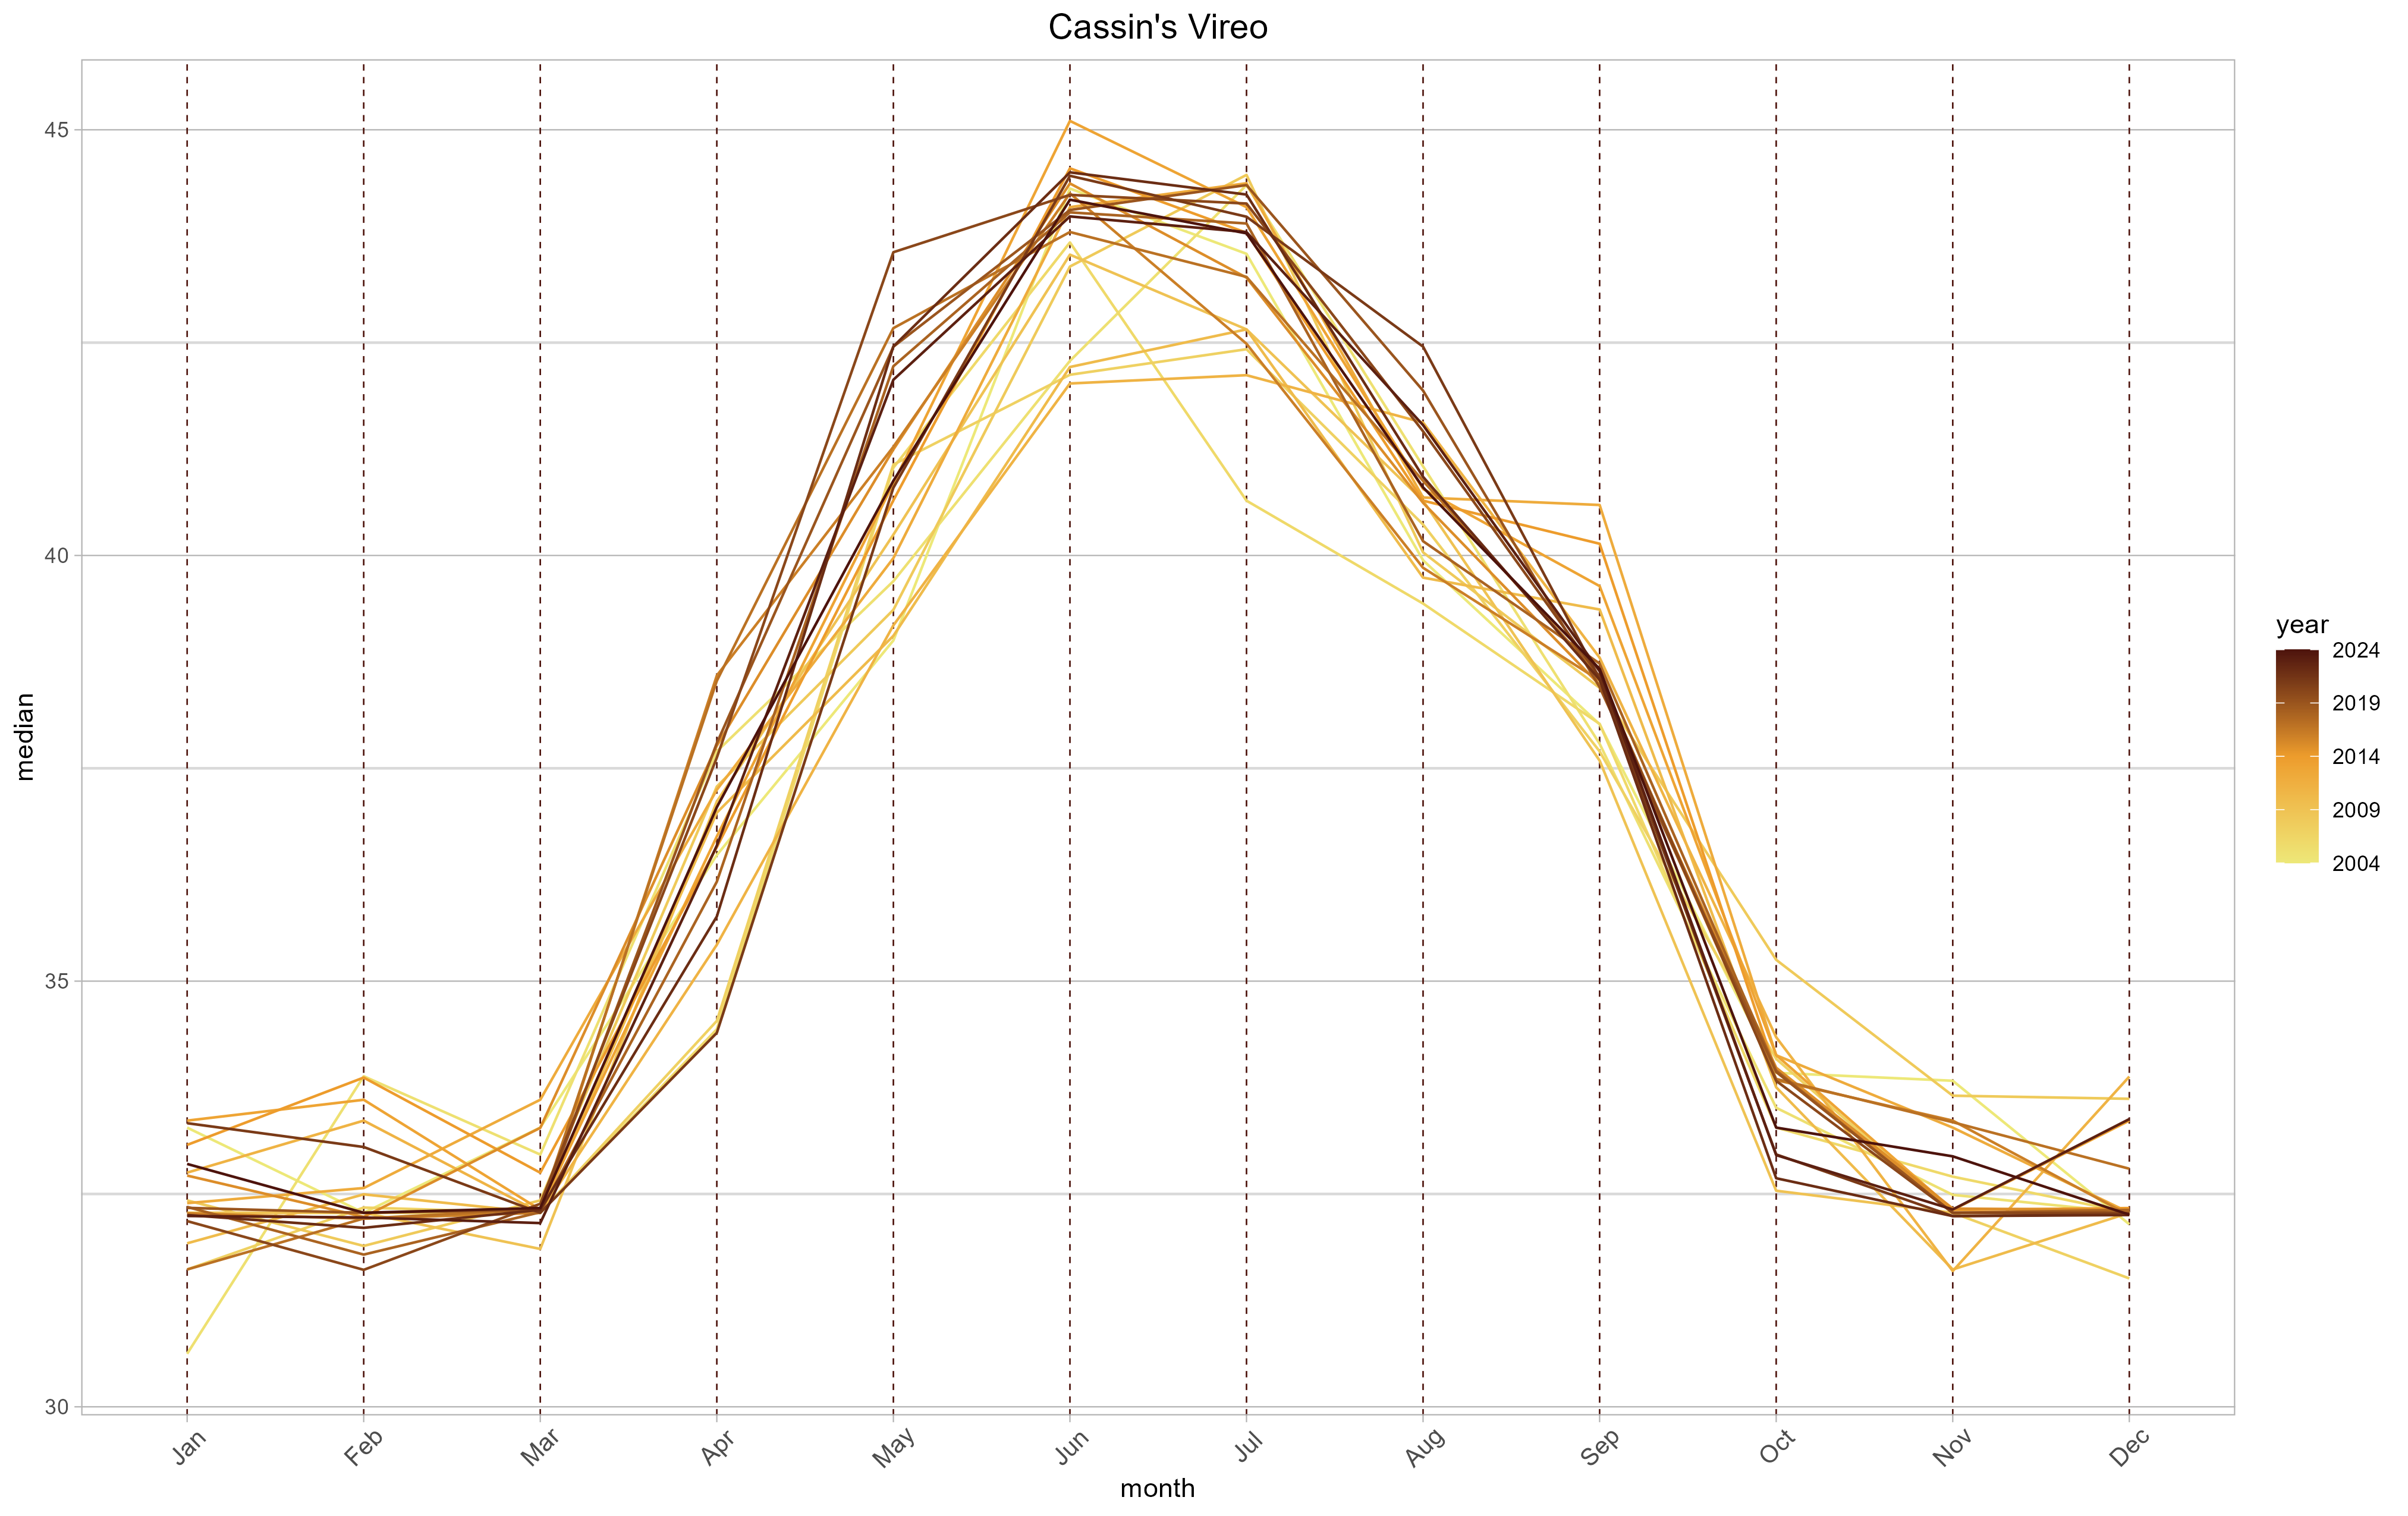 Cassin's Vireo
45
40
35
30
median
Jan
Feb
Mar
Apr
May
Jun
Jul
Aug
Sep
Oct
Nov
Dec
month
year
2024
2019
2014
2009
2004